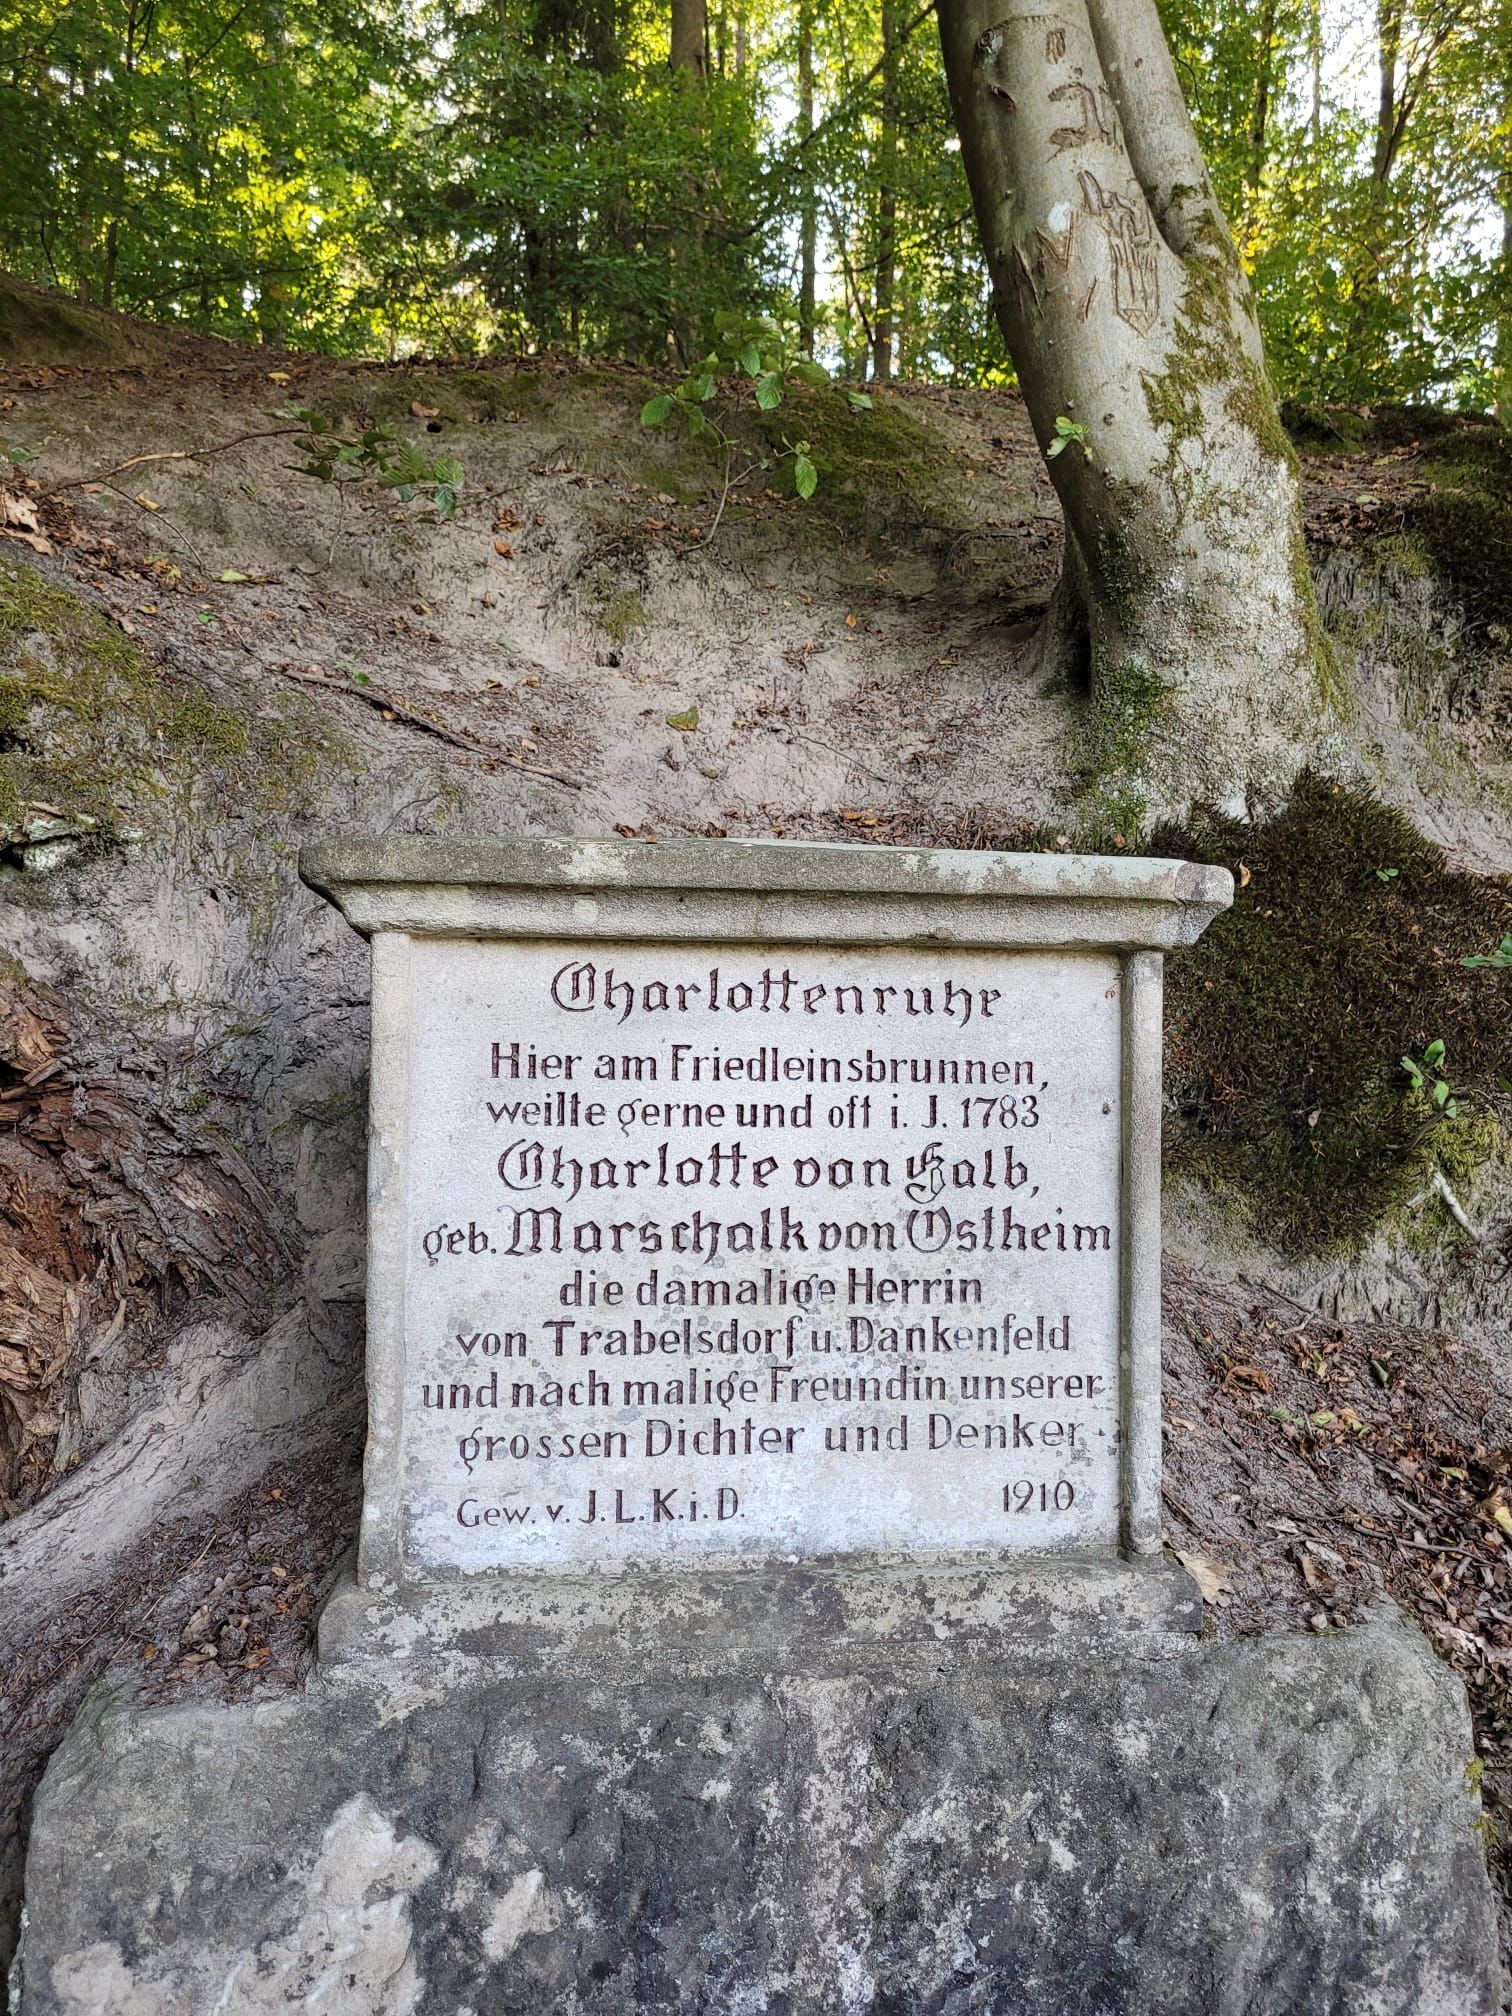 Charlottenruhr
Hier am Friedleinsbrunnen,
weilte gerne und oft i. J. 1783
Charlotte von Kalb,
geb. Marschalk von Ostheim
die damalige Herrin
von Trabelsdorf u. Dankenfeld
und nach malige Freundin unserer
grossen Dichter und Denker.
Gew. v. J. L. K. i. D. 1910